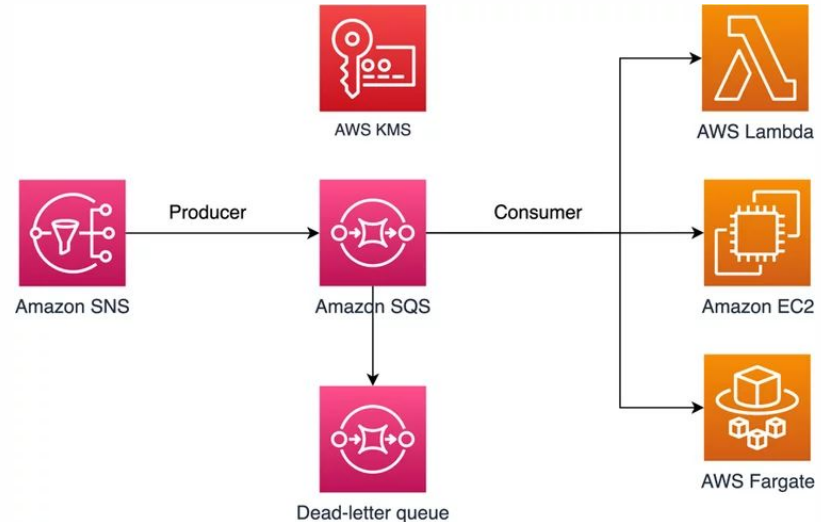 AWS KMS
AWS Lambda
Producer
Consumer
Amazon SNS
Amazon SQS
Amazon EC2
AWS Fargate
Dead-letter queue